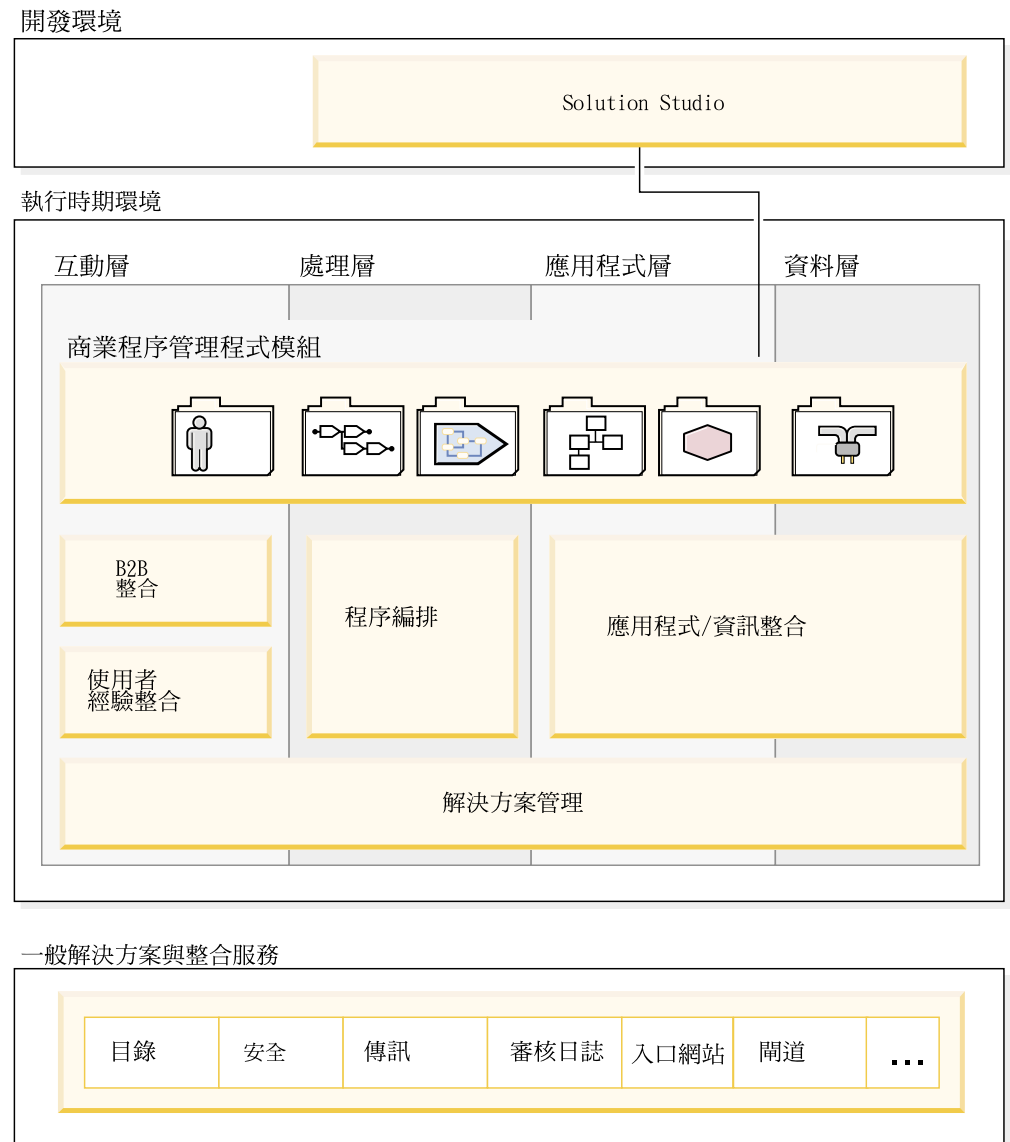 開發環境
Solution Studio
執行時期環境
互動層 處理層 應用程式層 資料層
商業程序管理程式模組
B2B
整合
程序編排
應用程式/資訊整合
使用者
經驗整合
解決方案管理
一般解決方案與整合服務
目錄 安全 傳訊 審核日誌 入口網站 閘道 ...